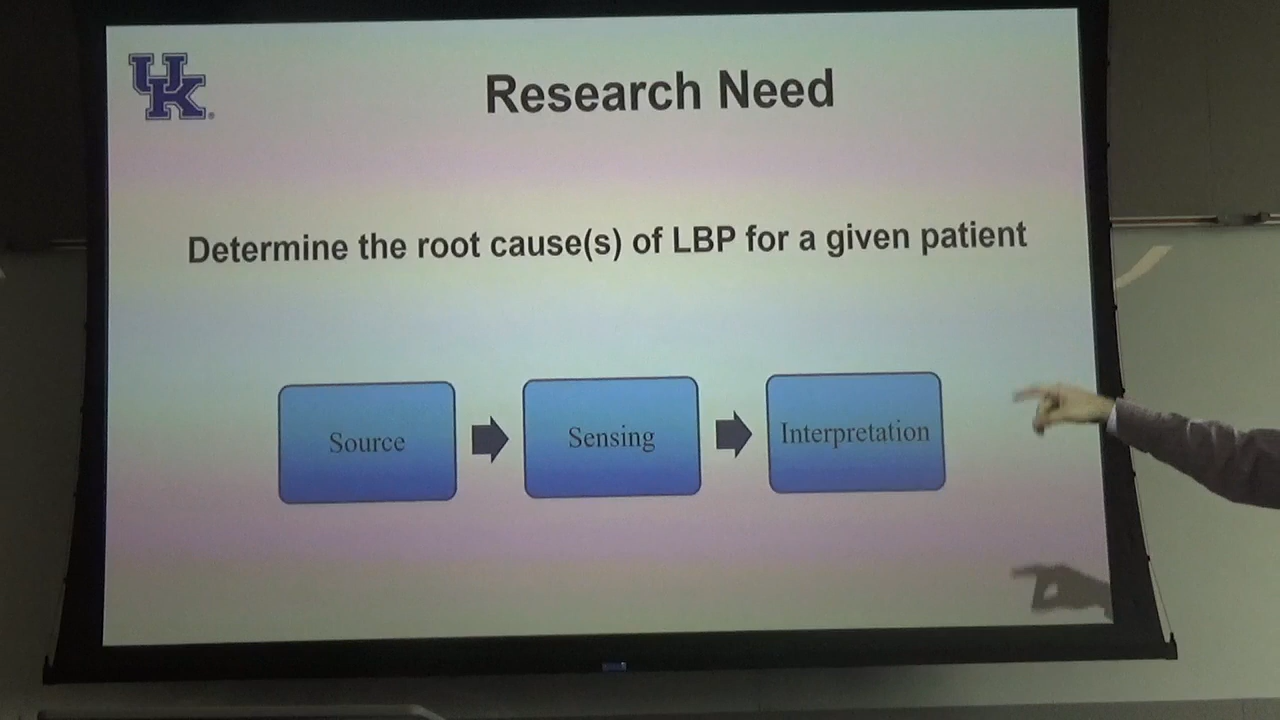 UK
Research Need
Determine the root cause(s) of LBP for a given patient
Source
Sensing
Interpretation